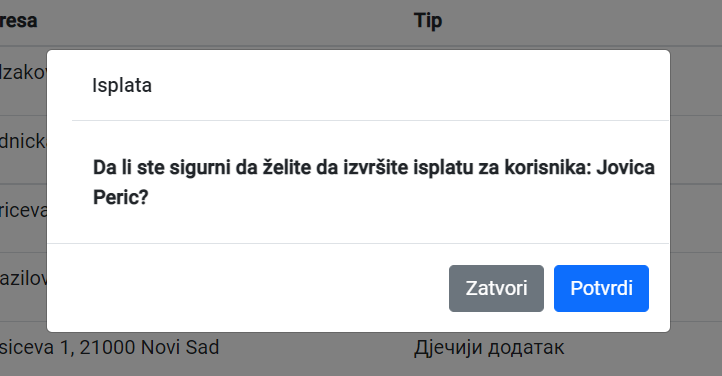 resa Tip
Isplata
Da li ste sigurni da želite da izvršite isplatu za korisnika: Jovica
Peric?
Zatvori Potvrdi
siceva 1, 21000 Novi Sad Дјечији додатак